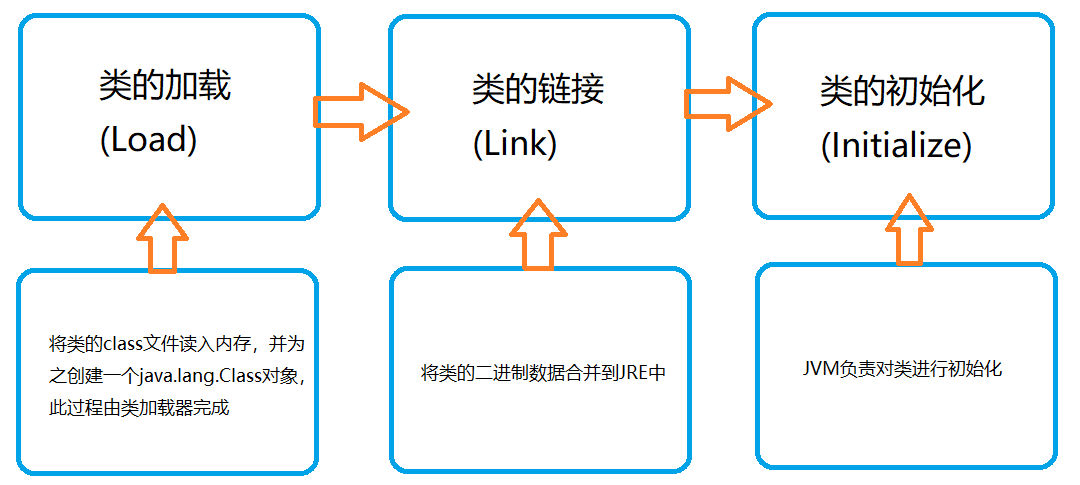 类的加载
(Load)
类的链接
(Link)
类的初始化
(Initialize)
将类的class文件读入内存，并为
之创建一个java.lang.Class对象，
此过程由类加载器完成
将类的二进制数据合并到JRE中
JVM负责对类进行初始化